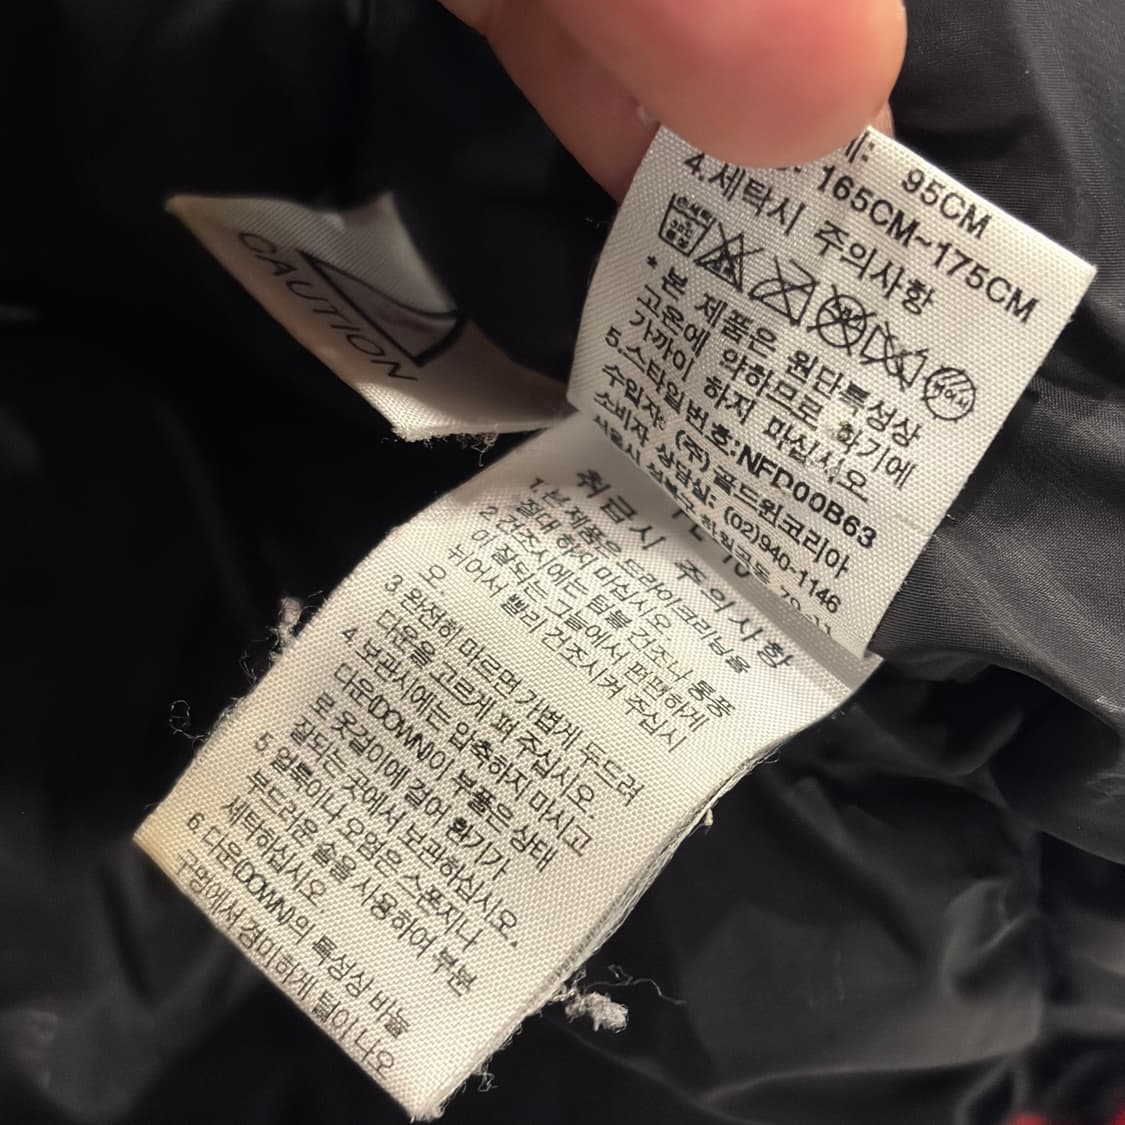 CAUTION
95CM
165CM~175CM
4.세탁시 주의사항
* 본 제품은 원단특성상
고온에 약하므로 화기에
가까이 하지 마십시오.
5.스타일번호:NFD00B63
수입자: (주) 골드윈코리아
소비자 상담실: (02)940-1146
취급시 주의사항
1.본 제품은 드라이크리닝을
절대 하지 마십시오
2.건조시에는 텀블 건조나 통풍
이 잘되는 그늘에서 편편하게
뉘어서 빨리 건조시켜 주십시
오.
3 완전히 마르면 가볍게 두드려
다운을 고르게 펴 주십시오.
4.보관시에는 압축하지 마시고
다운(DOWN)이 부풀은 상태
로 옷걸이에 걸어 환기가
잘되는 곳에서 보관하십시오.
5 얼룩이나 오염은 스폰지나
부드러운 솔을 사용하여 부분
세탁하십시오
6.다운(DOWN)의 특성상 바늘
구멍에서 경미하게 털이 나오